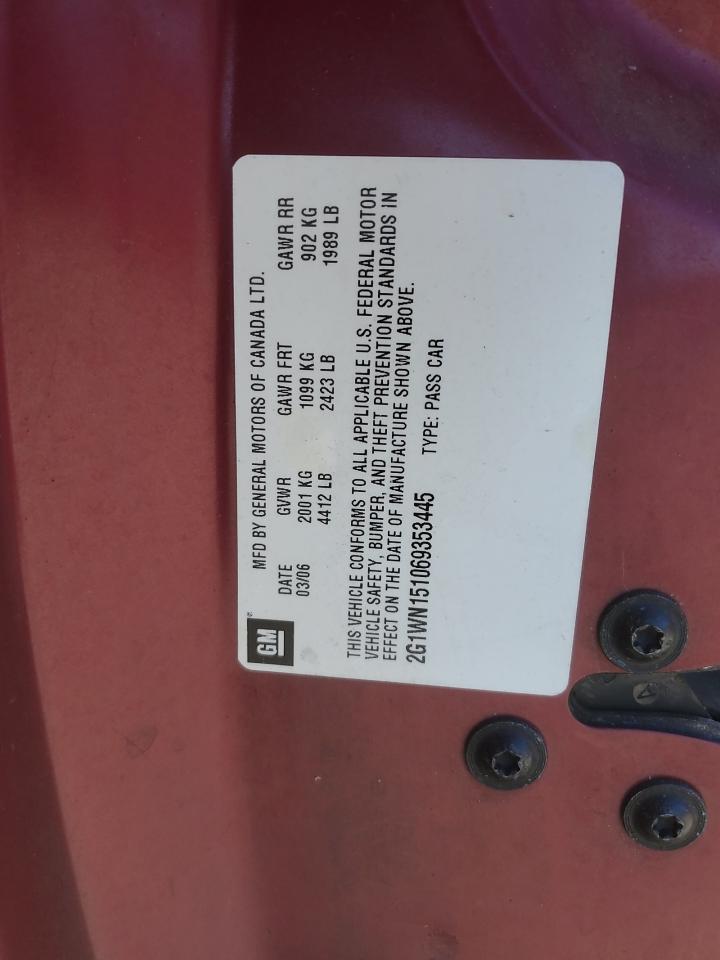 GM
MFD BY GENERAL MOTORS OF CANADA LTD.
DATE GVWR GAWR FRT GAWR RR
03/06 2001 KG 1099 KG 902 KG
4412 LB 2423 LB 1989 LB
THIS VEHICLE CONFORMS TO ALL APPLICABLE U.S. FEDERAL MOTOR
VEHICLE SAFETY, BUMPER, AND THEFT PREVENTION STANDARDS IN
EFFECT ON THE DATE OF MANUFACTURE SHOWN ABOVE.
2G1WN151069353445 TYPE: PASS CAR